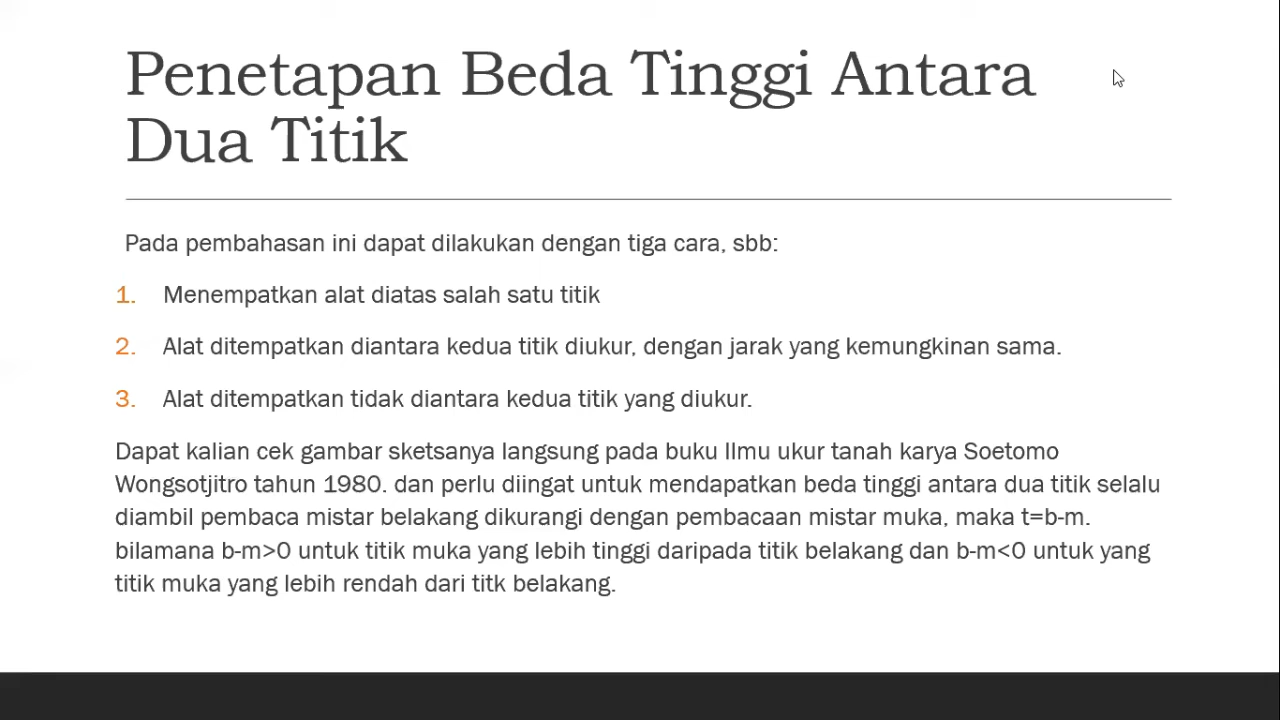 Penetapan Beda Tinggi Antara
Dua Titik
Pada pembahasan ini dapat dilakukan dengan tiga cara, sbb:
1. Menempatkan alat diatas salah satu titik
2. Alat ditempatkan diantara kedua titik diukur, dengan jarak yang kemungkinan sama.
3. Alat ditempatkan tidak diantara kedua titik yang diukur.
Dapat kalian cek gambar sketsanya langsung pada buku Ilmu ukur tanah karya Soetomo
Wongsotjitro tahun 1980. dan perlu diingat untuk mendapatkan beda tinggi antara dua titik selalu
diambil pembaca mistar belakang dikurangi dengan pembacaan mistar muka, maka t=b-m.
bilamana b-m>0 untuk titik muka yang lebih tinggi daripada titik belakang dan b-m<0 untuk yang
titik muka yang lebih rendah dari titk belakang.